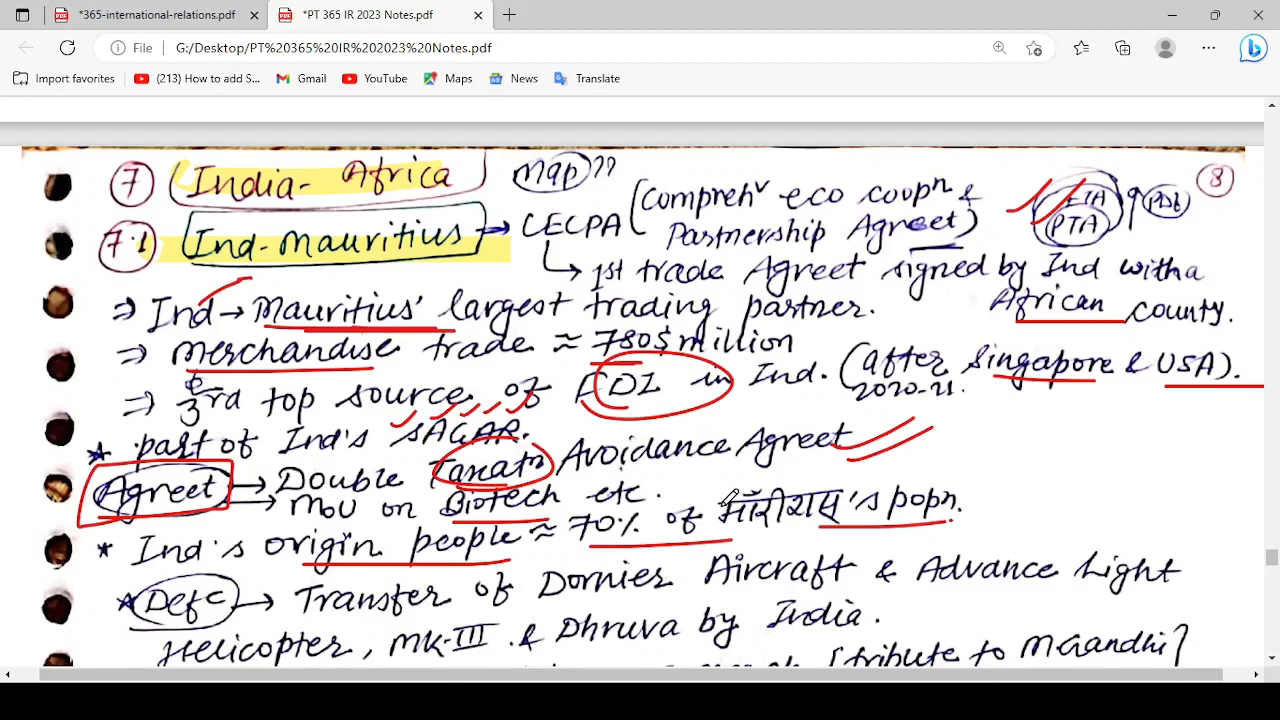 *365-international-relations.pdf
*PT 365 IR 2023 Notes.pdf
File G:/Desktop/PT%20365%20IR%202023%20Notes.pdf
Import favorites (213) How to add S... Gmail YouTube Maps News Translate
7 India- Africa Map?? 8
7.1 Ind-Mauritius → CECPA (Compreh^v eco coopn &
Partnership Agreet) PTA
↳ 1st trade Agreet signed by Ind with a
African county.
⇒ Ind → Mauritius' largest trading partner.
⇒ Merchandise trade ≈ 780$ million
⇒ 3rd top source of FDI in Ind. (after Singapore & USA).
2020-21.
* part of Ind's SAGAR.
Agreet → Double Taxatn Avoidance Agreet
→ MoU on Biotech etc.
* Ind's origin people ≈ 70% of मॉरीशस's popn.
* Defc → Transfer of Dornier Aircraft & Advance Light
Helicopter, MK-III & Dhruva by India.
[tribute to MGandhi]